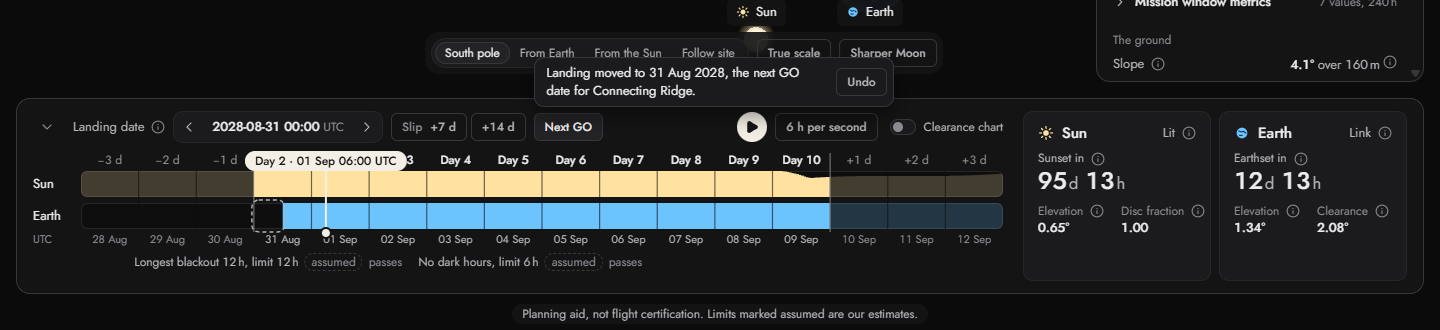 Sun Earth
Mission window metrics 7 values, 240 h
The ground
Slope 4.1° over 160 m
South pole From Earth From the Sun Follow site True scale Sharper Moon
Landing moved to 31 Aug 2028, the next GO
date for Connecting Ridge.
Undo
Landing date 2028-08-31 00:00 UTC Slip +7 d +14 d Next GO 6 h per second Clearance chart
−3 d −2 d −1 d Day 2 · 01 Sep 06:00 UTC 3 Day 4 Day 5 Day 6 Day 7 Day 8 Day 9 Day 10 +1 d +2 d +3 d
Sun
Earth
UTC 28 Aug 29 Aug 30 Aug 31 Aug 01 Sep 02 Sep 03 Sep 04 Sep 05 Sep 06 Sep 07 Sep 08 Sep 09 Sep 10 Sep 11 Sep 12 Sep
Longest blackout 12 h, limit 12 h assumed passes No dark hours, limit 6 h assumed passes
Sun Lit
Sunset in
95d 13h
Elevation Disc fraction
0.65° 1.00
Earth Link
Earthset in
12d 13h
Elevation Clearance
1.34° 2.08°
Planning aid, not flight certification. Limits marked assumed are our estimates.